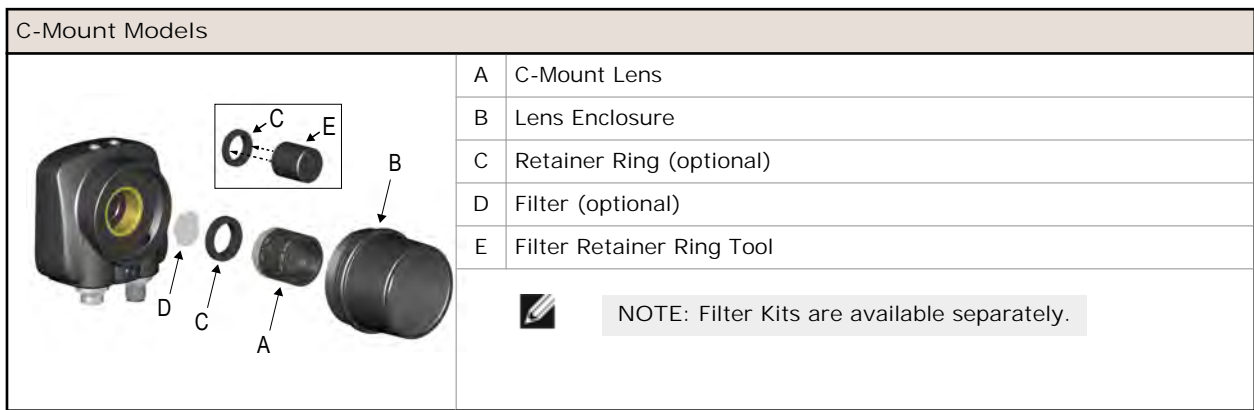 C-Mount Models
A C-Mount Lens
B Lens Enclosure
C Retainer Ring (optional)
D Filter (optional)
E Filter Retainer Ring Tool
NOTE: Filter Kits are available separately.
C
E
B
D
C
A